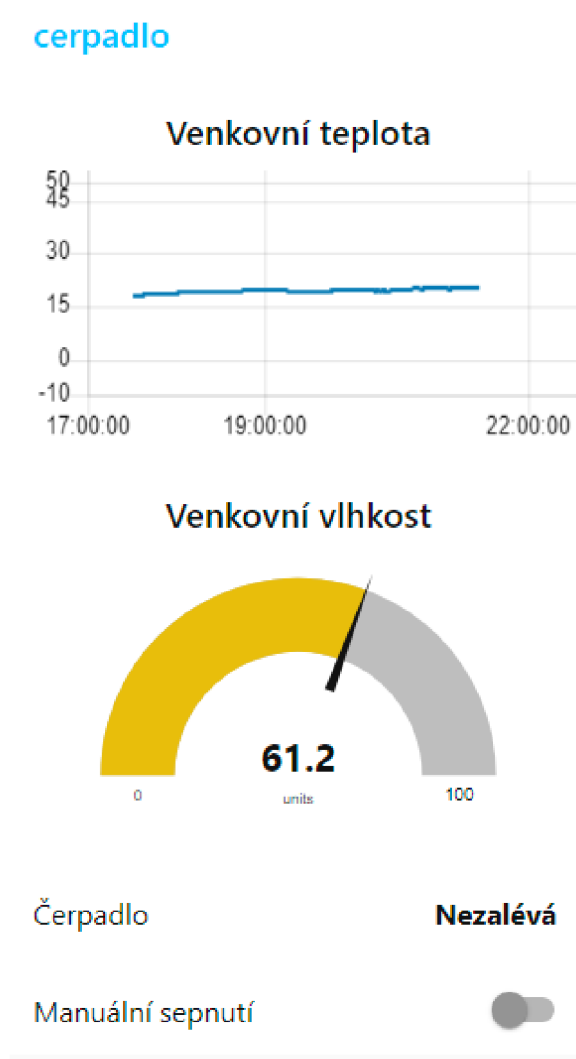 cerpadlo
Venkovní teplota
50
45
30
15
0
-10
17:00:00 19:00:00 22:00:00
Venkovní vlhkost
61.2
0 units 100
Čerpadlo Nezalévá
Manuální sepnutí